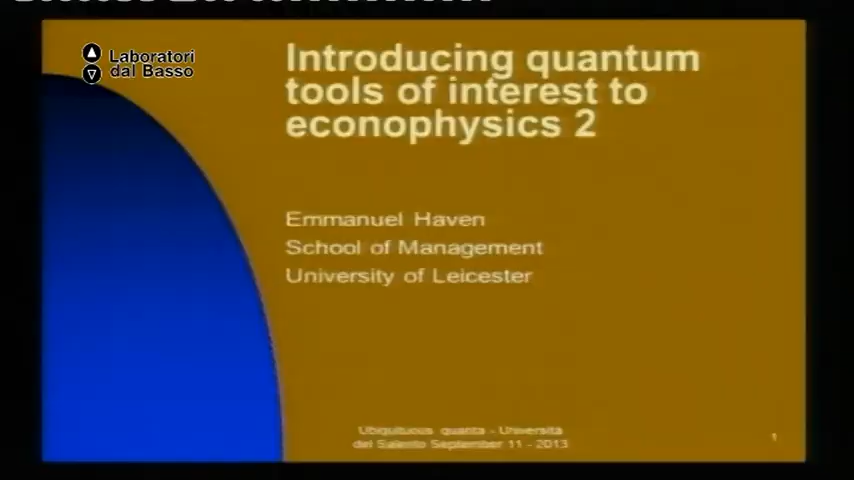 Laboratori
dal Basso
Introducing quantum
tools of interest to
econophysics 2
Emmanuel Haven
School of Management
University of Leicester
Ubiquituous quanta - Università
del Salento September 11 - 2013
1